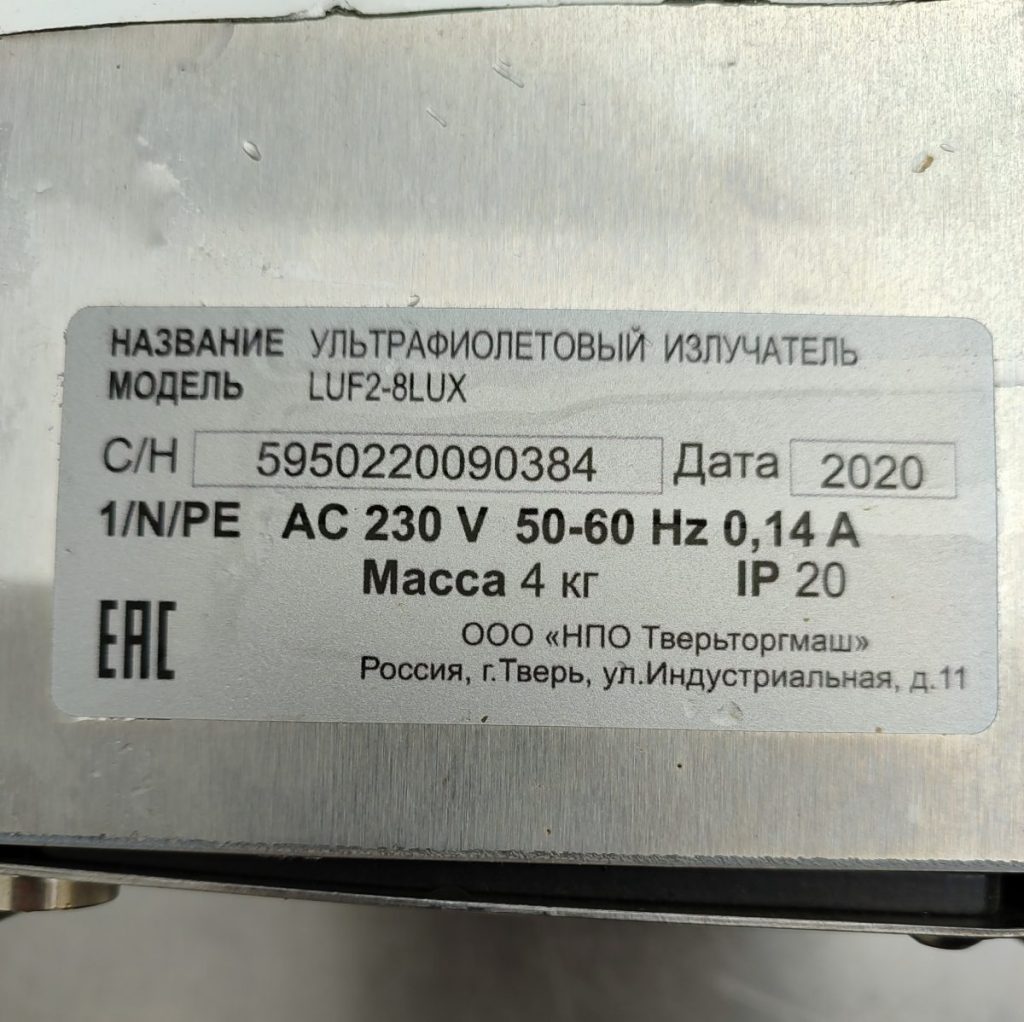 НАЗВАНИЕ УЛЬТРАФИОЛЕТОВЫЙ ИЗЛУЧАТЕЛЬ
МОДЕЛЬ LUF2-8LUX
С/Н 5950220090384 Дата 2020
1/N/PE AC 230 V 50-60 Hz 0,14 A
Масса 4 кг IP 20
EAC
ООО «НПО Тверьторгмаш»
Россия, г.Тверь, ул.Индустриальная, д.11